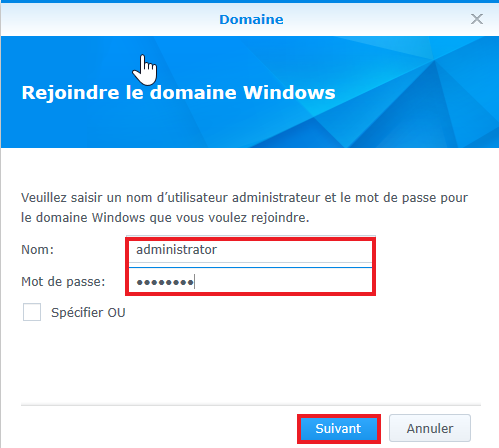 Domaine
Rejoindre le domaine Windows
Veuillez saisir un nom d'utilisateur administrateur et le mot de passe pour
le domaine Windows que vous voulez rejoindre.
Nom: administrator
Mot de passe: ••••••••
Spécifier OU
Suivant Annuler